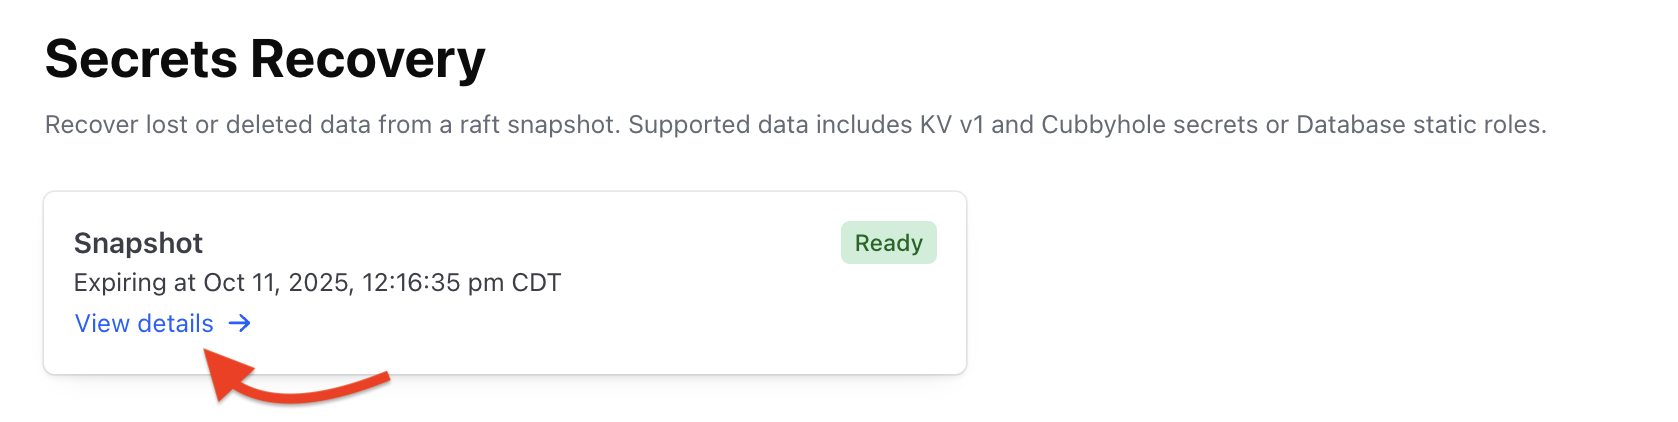 Secrets Recovery
Recover lost or deleted data from a raft snapshot. Supported data includes KV v1 and Cubbyhole secrets or Database static roles.
Snapshot
Ready
Expiring at Oct 11, 2025, 12:16:35 pm CDT
View details →